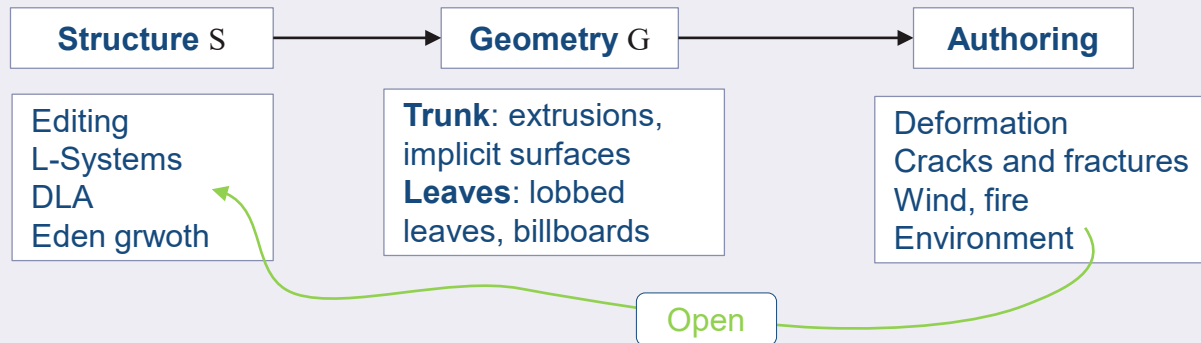 Structure S
Geometry G
Authoring
Editing
L-Systems
DLA
Eden grwoth
Trunk: extrusions,
implicit surfaces
Leaves: lobbed
leaves, billboards
Deformation
Cracks and fractures
Wind, fire
Environment
Open